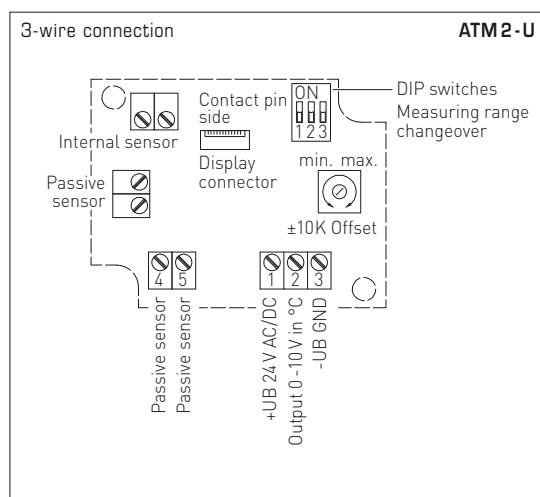 3-wire connection
ATM2-U
ON
1 2 3
DIP switches
Measuring range
changeover
Contact pin
side
Display
connector
Internal sensor
Passive
sensor
min. max.
±10K Offset
4 5
1 2 3
Passive sensor
Passive sensor
+UB 24 V AC/DC
Output 0 -10V in °C
-UB GND